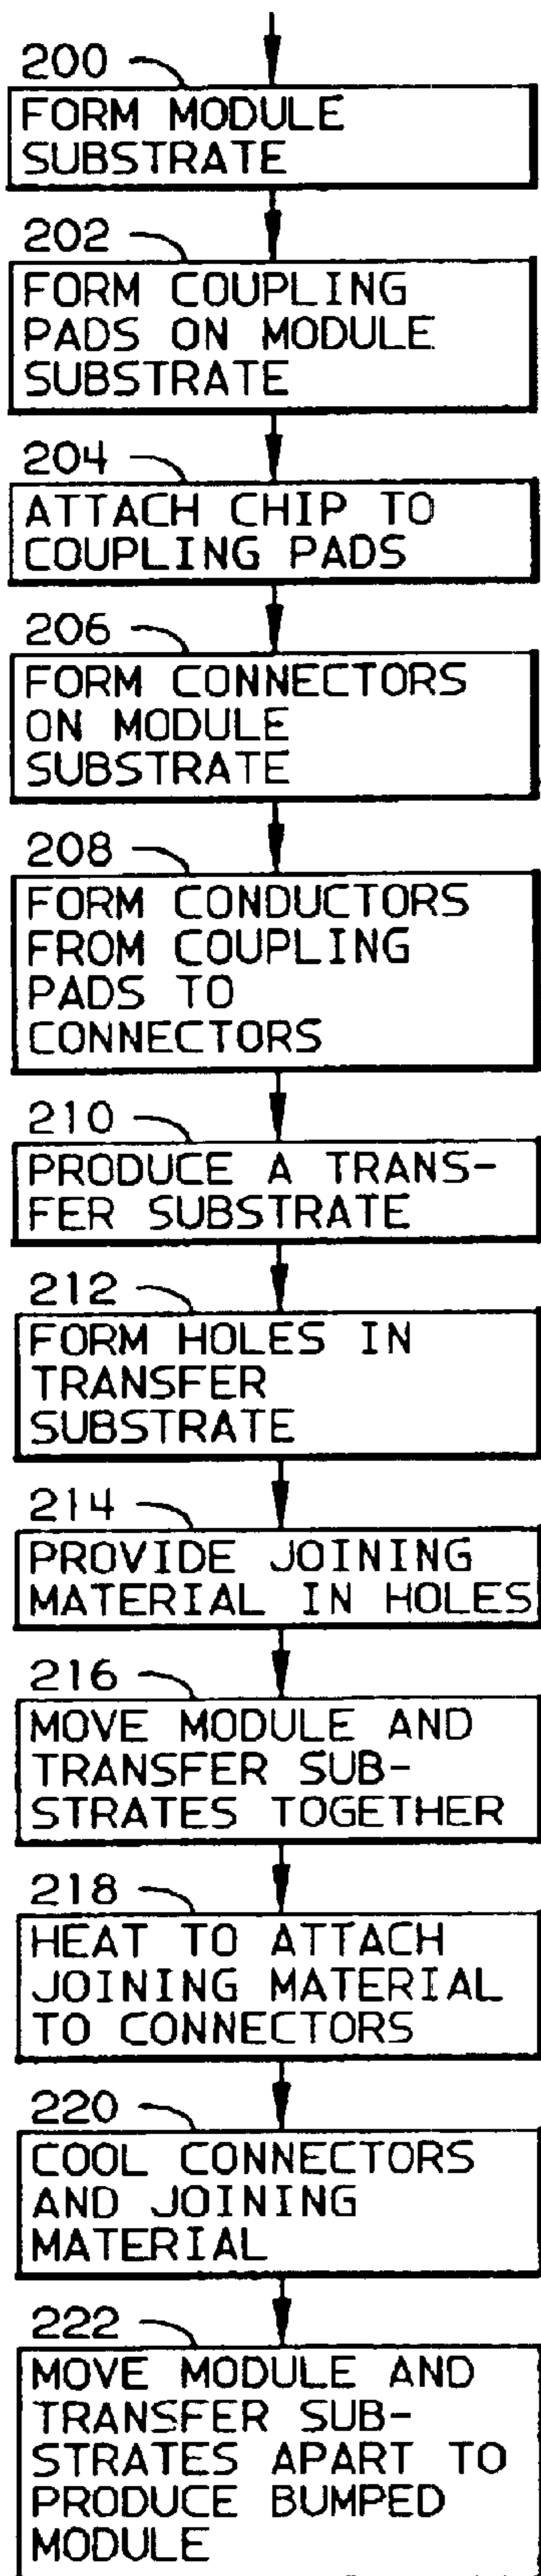 200
FORM MODULE
SUBSTRATE
202
FORM COUPLING
PADS ON MODULE
SUBSTRATE
204
ATTACH CHIP TO
COUPLING PADS
206
FORM CONNECTORS
ON MODULE
SUBSTRATE
208
FORM CONDUCTORS
FROM COUPLING
PADS TO
CONNECTORS
210
PRODUCE A TRANS-
FER SUBSTRATE
212
FORM HOLES IN
TRANSFER
SUBSTRATE
214
PROVIDE JOINING
MATERIAL IN HOLES
216
MOVE MODULE AND
TRANSFER SUB-
STRATES TOGETHER
218
HEAT TO ATTACH
JOINING MATERIAL
TO CONNECTORS
220
COOL CONNECTORS
AND JOINING
MATERIAL
222
MOVE MODULE AND
TRANSFER SUB-
STRATES APART TO
PRODUCE BUMPED
MODULE